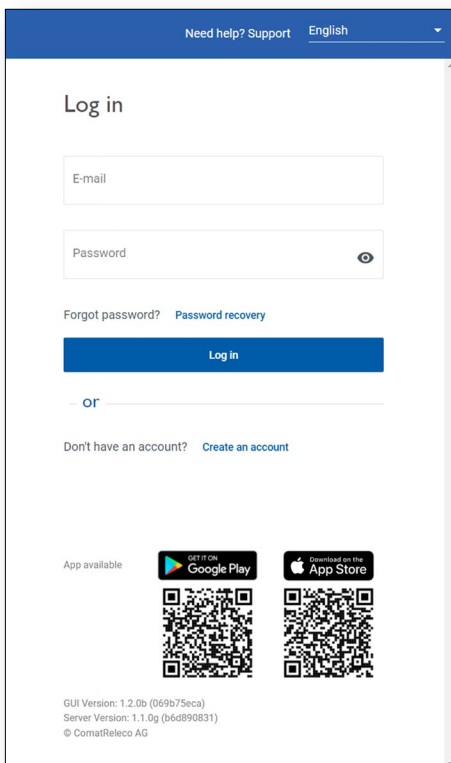 Need help? Support English
Log in
E-mail
Password
Forgot password? Password recovery
Log in
or
Don't have an account? Create an account
App available
GET IT ON
Google Play
Download on the
App Store
GUI Version: 1.2.0b (069b75eca)
Server Version: 1.1.0g (b6d890831)
© ComatReleco AG